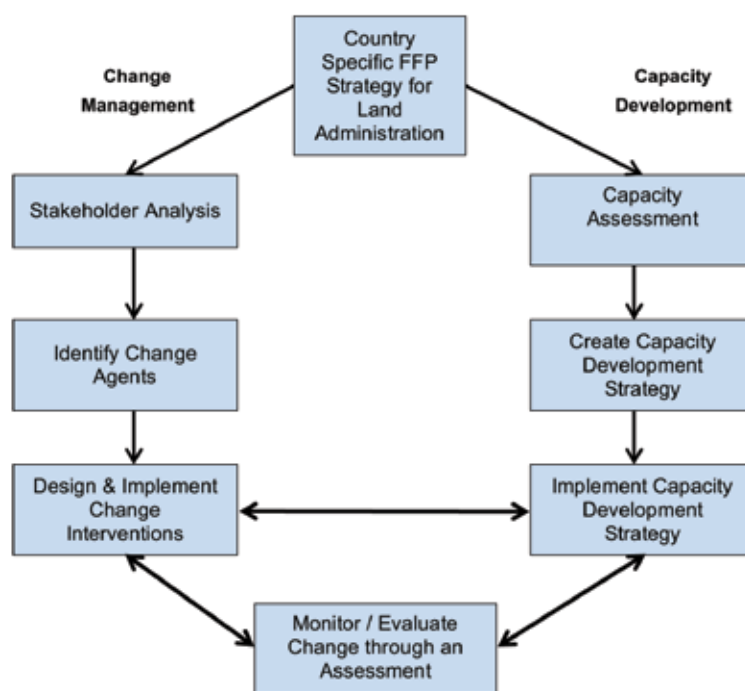 Country
Specific FFP
Strategy for
Land
Administration
Change
Management
Capacity
Development
Stakeholder Analysis
Capacity
Assessment
Identify Change
Agents
Create Capacity
Development
Strategy
Design & Implement
Change
Interventions
Implement Capacity
Development
Strategy
Monitor / Evaluate
Change through an
Assessment